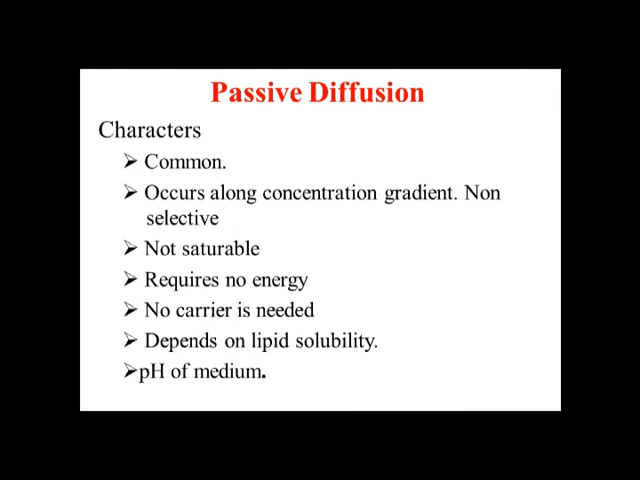 Passive Diffusion
Characters
➢ Common.
➢ Occurs along concentration gradient. Non
selective
➢ Not saturable
➢ Requires no energy
➢ No carrier is needed
➢ Depends on lipid solubility.
➢pH of medium.